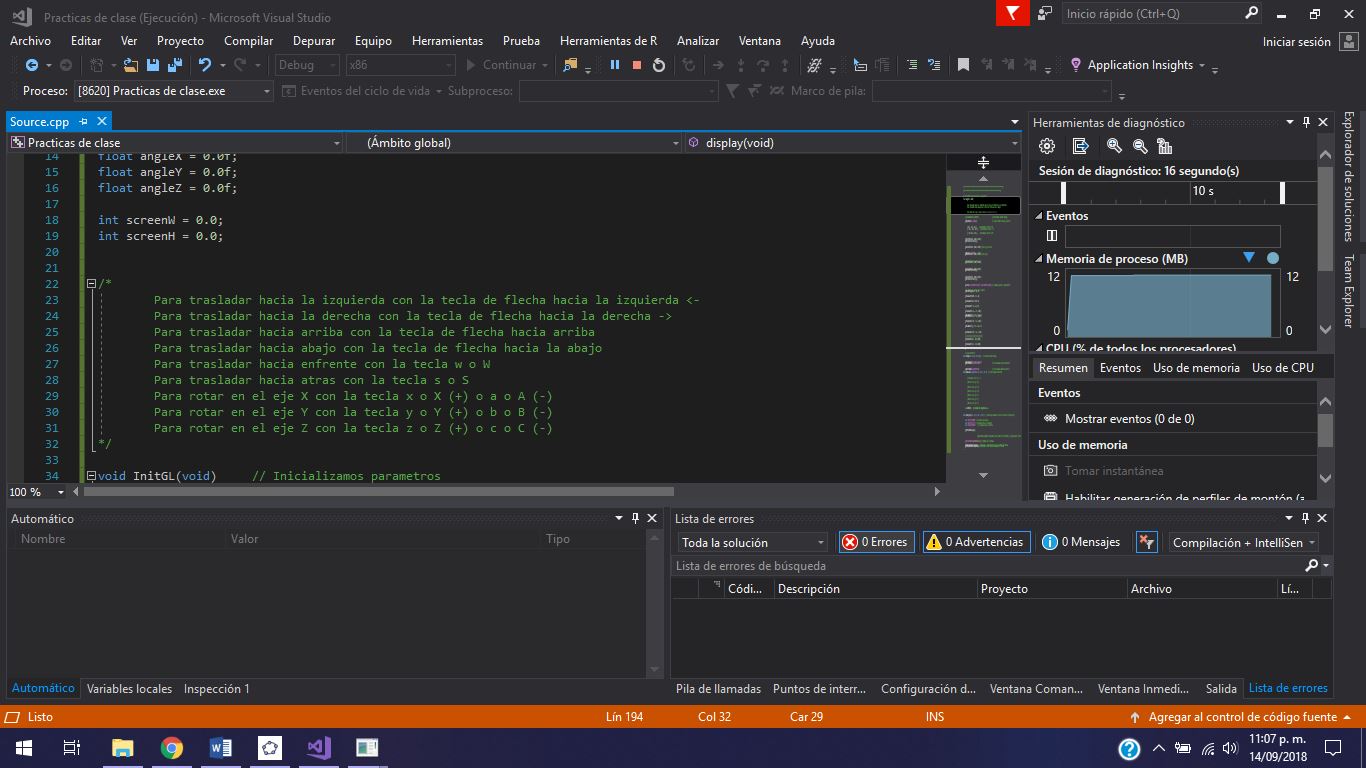 Practicas de clase (Ejecución) - Microsoft Visual Studio
Inicio rápido (Ctrl+Q)
Archivo Editar Ver Proyecto Compilar Depurar Equipo Herramientas Prueba Herramientas de R Analizar Ventana Ayuda
Iniciar sesión
Debug x86 Continuar Application Insights
Proceso: [8620] Practicas de clase.exe Eventos del ciclo de vida Subproceso: Marco de pila:
Source.cpp
Practicas de clase (Ámbito global) display(void)
14 float angleX = 0.0f;
15 float angleY = 0.0f;
16 float angleZ = 0.0f;
17
18 int screenW = 0.0;
19 int screenH = 0.0;
20
21
22 /*
23 Para trasladar hacia la izquierda con la tecla de flecha hacia la izquierda <-
24 Para trasladar hacia la derecha con la tecla de flecha hacia la derecha ->
25 Para trasladar hacia arriba con la tecla de flecha hacia arriba
26 Para trasladar hacia abajo con la tecla de flecha hacia la abajo
27 Para trasladar hacia enfrente con la tecla w o W
28 Para trasladar hacia atras con la tecla s o S
29 Para rotar en el eje X con la tecla x o X (+) o a o A (-)
30 Para rotar en el eje Y con la tecla y o Y (+) o b o B (-)
31 Para rotar en el eje Z con la tecla z o Z (+) o c o C (-)
32 */
33
34 void InitGL(void) // Inicializamos parametros
100 %
Herramientas de diagnóstico
Sesión de diagnóstico: 16 segundo(s)
10 s
Eventos
Memoria de proceso (MB)
12 12
0 0
CPU (% de todos los procesadores)
Resumen Eventos Uso de memoria Uso de CPU
Eventos
Mostrar eventos (0 de 0)
Uso de memoria
Tomar instantánea
Habilitar generación de perfiles de montón (a
Explorador de soluciones
Team Explorer
Automático
Nombre Valor Tipo
Automático Variables locales Inspección 1
Lista de errores
Toda la solución 0 Errores 0 Advertencias 0 Mensajes Compilación + IntelliSen
Lista de errores de búsqueda
Códi... Descripción Proyecto Archivo Lí...
Pila de llamadas Puntos de interr... Configuración d... Ventana Coman... Ventana Inmedi... Salida Lista de errores
Listo Lín 194 Col 32 Car 29 INS Agregar al control de código fuente
11:07 p. m.
14/09/2018